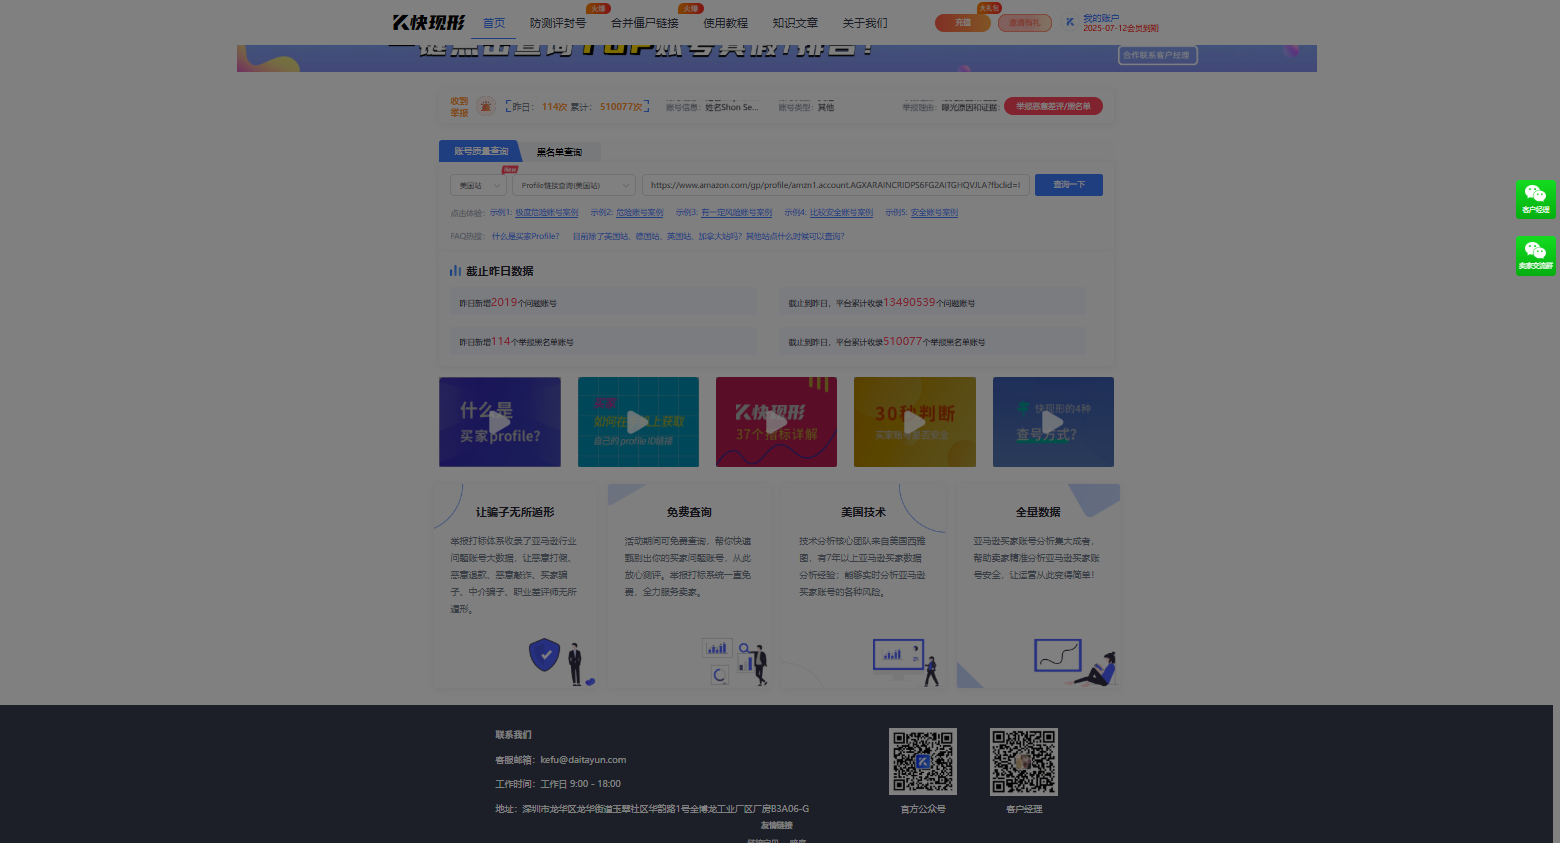 快现形
首页
防测评封号
火爆
合并僵尸链接
火爆
使用教程
知识文章
关于我们
充值
大礼包
邀请有礼
我的账户
2025-07-12会员到期
合作联系客户经理
收到
举报
昨日： 114次 累计： 510077次
账号信息： 姓名Shon Se...
账号类型： 其他
举报理由： 曝光原因和证据:
举报恶意差评/黑名单
账号质量查询
黑名单查询
New
美国站
Profile链接查询(美国站)
https://www.amazon.com/gp/profile/amzn1.account.AGXARAINCRIDPS6FGZAITGHQVJLA?fbclid=
查询一下
点击体验： 示例1: 极度危险账号案例 示例2: 危险账号案例 示例3: 有一定风险账号案例 示例4: 比较安全账号案例 示例5: 安全账号案例
FAQ热搜： 什么是买家Profile? 目前除了美国站、德国站、英国站、加拿大站吗？其他站点什么时候可以查询?
截止昨日数据
昨日新增2019个问题账号
截止到昨日，平台累计收录13490539个问题账号
昨日新增114个举报黑名单账号
截止到昨日，平台累计收录510077个举报黑名单账号
什么是
买家profile?
如何在
上获取
自己的profile ID链接
快现形
37个指标详解
30秒判断
买家账号是否安全
快现形的4种
查号方式?
让骗子无所遁形
举报打标体系收录了亚马逊行业
问题账号大数据，让恶意打假、
恶意退款、恶意敲诈、买家骗
子、中介骗子、职业差评师无所
遁形。
免费查询
活动期间可免费查询，帮你快速
甄别出你的买家问题账号，从此
放心测评。举报打标系统一直免
费，全力服务卖家。
美国技术
技术分析核心团队来自美国西雅
图，有7年以上亚马逊买家数据
分析经验；能够实时分析亚马逊
买家账号的各种风险。
全量数据
亚马逊买家账号分析集大成者，
帮助卖家精准分析亚马逊买家账
号安全，让运营从此变得简单！
客户经理
卖家交流群
联系我们
客服邮箱：kefu@daitayun.com
工作时间：工作日 9:00 - 18:00
地址：深圳市龙华区龙华街道玉翠社区华韵路1号全博龙工业厂区厂房B3A06-G
官方公众号
客户经理
友情链接